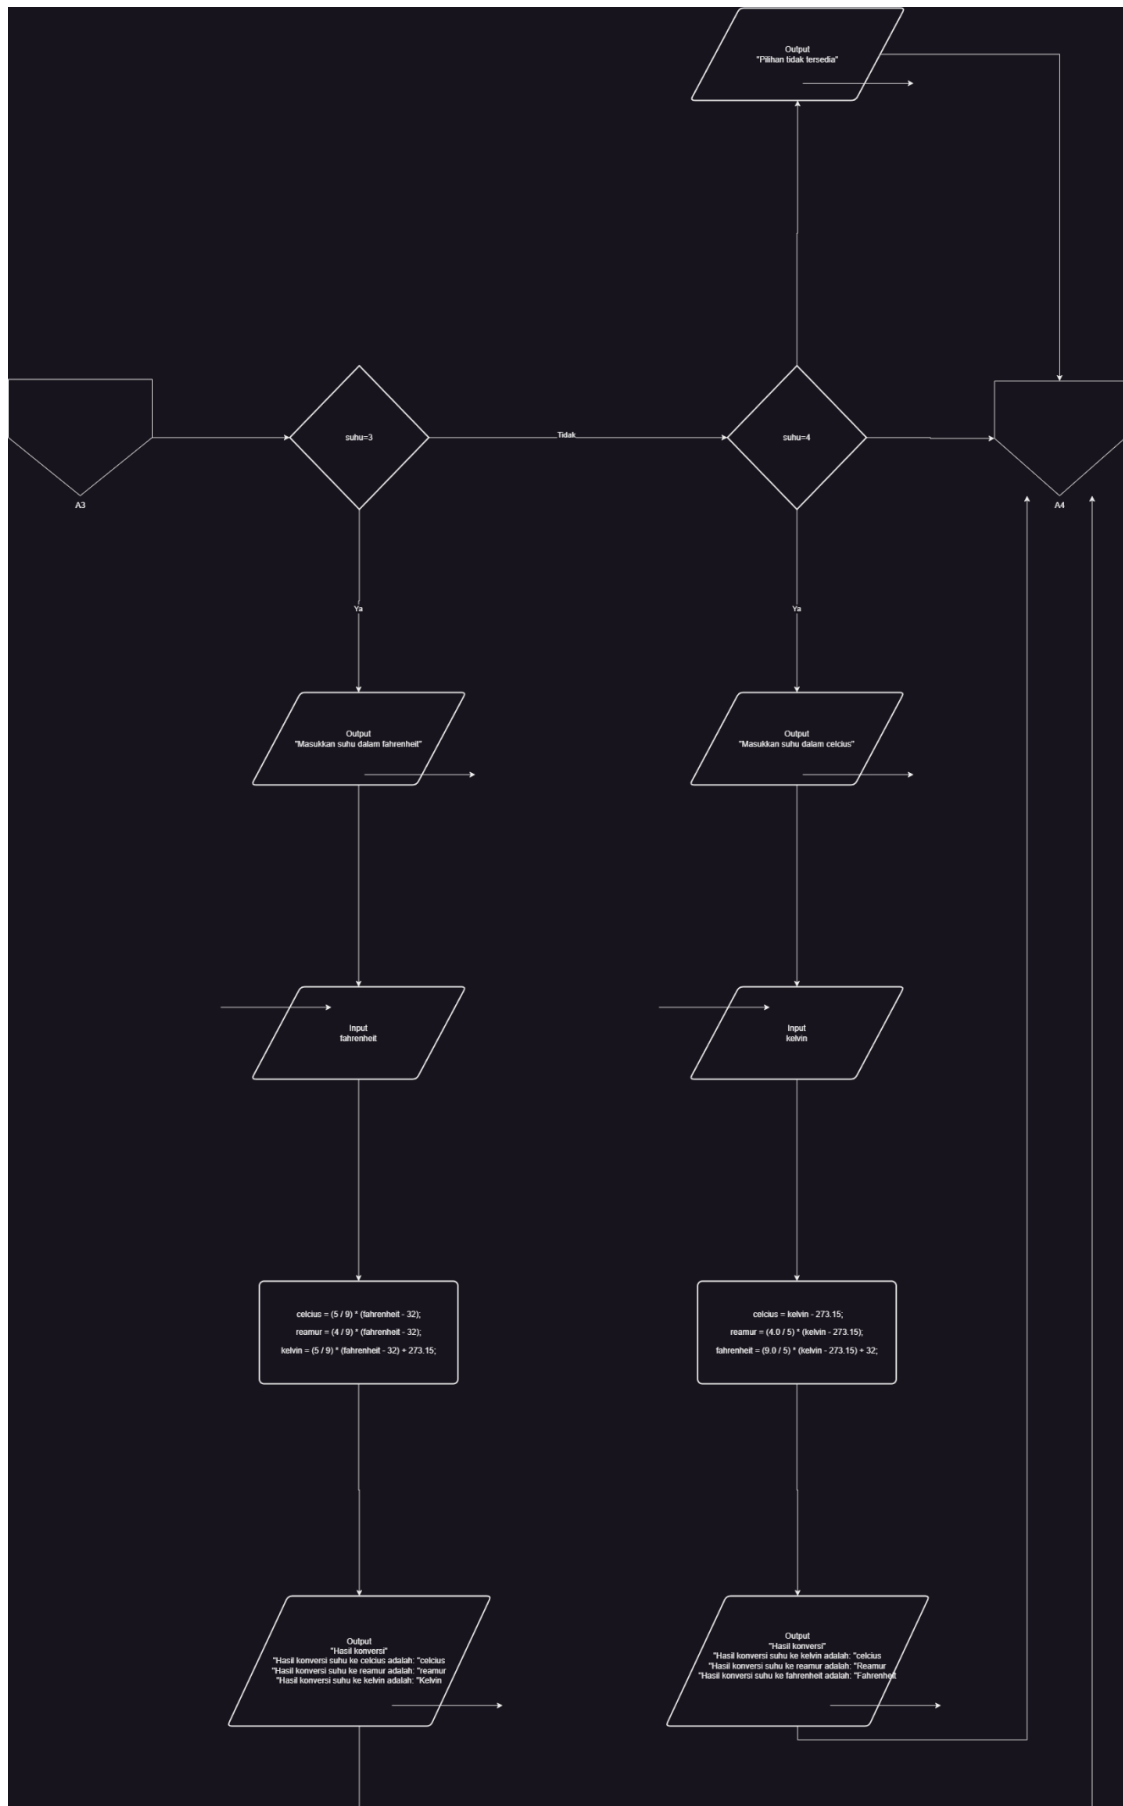 Output
"Pilihan tidak tersedia"
A3
suhu=3
Tidak
suhu=4
A4
Ya
Ya
Output
"Masukkan suhu dalam fahrenheit"
Output
"Masukkan suhu dalam celcius"
Input
fahrenheit
Input
kelvin
celcius = (5 / 9) * (fahrenheit - 32);
reamur = (4 / 9) * (fahrenheit - 32);
kelvin = (5 / 9) * (fahrenheit - 32) + 273.15;
celcius = kelvin - 273.15;
reamur = (4.0 / 5) * (kelvin - 273.15);
fahrenheit = (9.0 / 5) * (kelvin - 273.15) + 32;
Output
"Hasil konversi"
"Hasil konversi suhu ke celcius adalah: "celcius
"Hasil konversi suhu ke reamur adalah: "reamur
"Hasil konversi suhu ke kelvin adalah: "Kelvin
Output
"Hasil konversi"
"Hasil konversi suhu ke kelvin adalah: "celcius
"Hasil konversi suhu ke reamur adalah: "Reamur
"Hasil konversi suhu ke fahrenheit adalah: "Fahrenheit